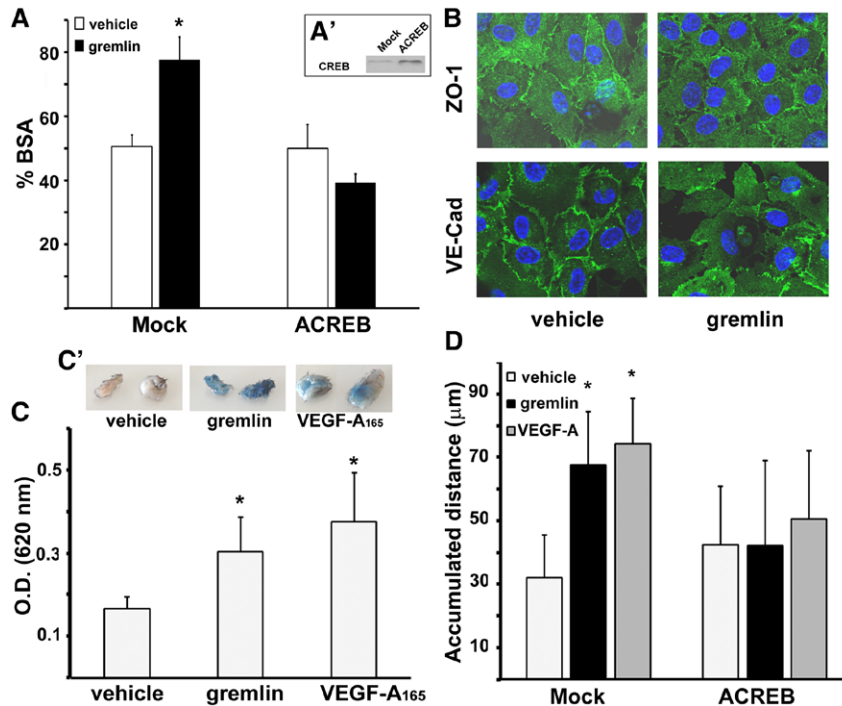 A
vehicle
gremlin
*
80
60
40
20
% BSA
Mock
ACREB
A'
Mock
ACREB
CREB
B
ZO-1
VE-Cad
vehicle
gremlin
C'
vehicle
gremlin
VEGF-A165
C
0.5
0.3
0.1
O.D. (620 nm)
*
*
vehicle
gremlin
VEGF-A165
D
vehicle
gremlin
VEGF-A
*
*
90
70
50
30
10
Accumulated distance (μm)
Mock
ACREB